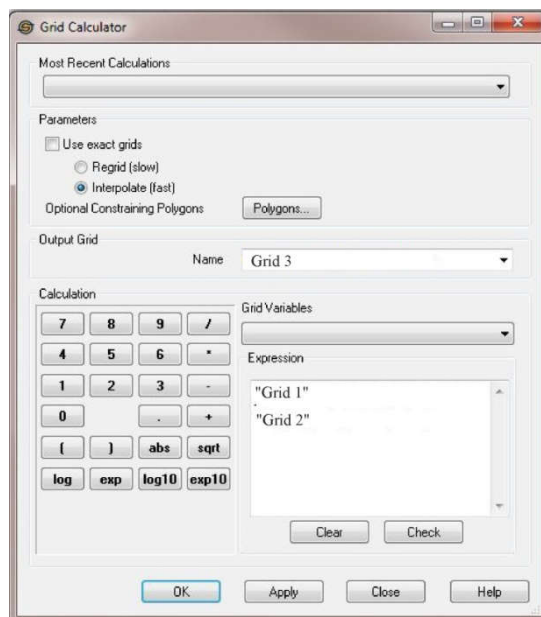 Grid Calculator
Most Recent Calculations
Parameters
Use exact grids
Regrid (slow)
Interpolate (fast)
Optional Constraining Polygons
Polygons...
Output Grid
Name
Grid 3
Calculation
7 8 9 /
4 5 6 *
1 2 3 -
0 . +
( ) abs sqrt
log exp log10 exp10
Grid Variables
Expression
"Grid 1"
-
"Grid 2"
Clear Check
OK Apply Close Help